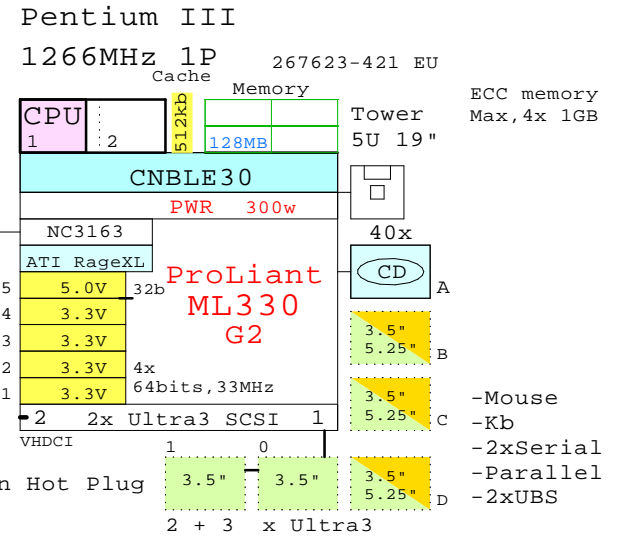 Pentium III
1266MHz 1P
267623-421 EU
Cache
Memory
ECC memory
Max,4x 1GB
CPU
1
2
512kb
128MB
Tower
5U 19"
CNBLE30
PWR 300w
NC3163
40x
ATI RageXL
CD
A
5 5.0V 32b
4 3.3V
3 3.3V
2 3.3V 4x
1 3.3V 64bits,33MHz
ProLiant
ML330
G2
3.5"
5.25" B
3.5"
5.25" C
2 2x Ultra3 SCSI 1
VHDCI
-Mouse
-Kb
-2xSerial
-Parallel
-2xUBS
1 0
n Hot Plug
3.5" 3.5"
3.5"
5.25" D
2 + 3 x Ultra3